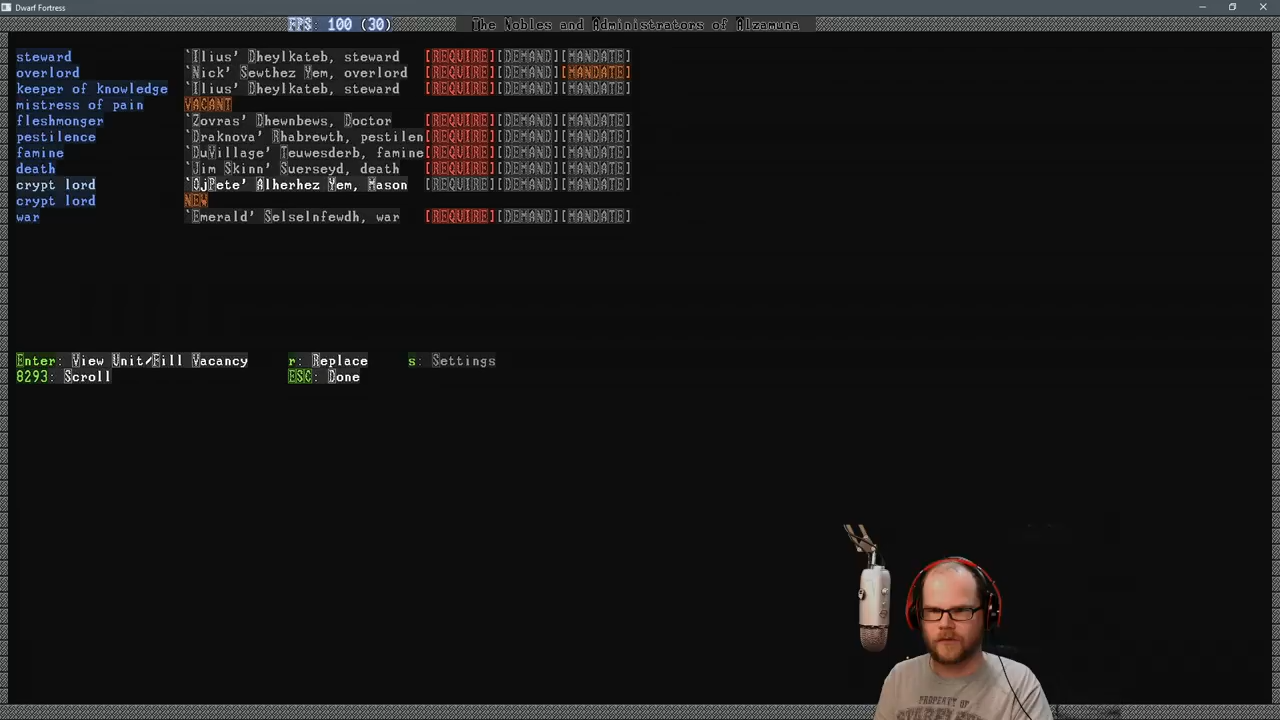 Dwarf Fortress
FPS: 100 (30) The Nobles and Administrators of Alzamuna
steward `Ilius' Dheylkateb, steward [REQUIRE][DEMAND][MANDATE]
overlord `Nick' Sewthez Yem, overlord [REQUIRE][DEMAND][MANDATE]
keeper of knowledge `Ilius' Dheylkateb, steward [REQUIRE][DEMAND][MANDATE]
mistress of pain VACANT
fleshmonger `Zovras' Dhewnbews, Doctor [REQUIRE][DEMAND][MANDATE]
pestilence `Draknova' Rhabrewth, pestilen[REQUIRE][DEMAND][MANDATE]
famine `DuVillage' Teuwesderb, famine[REQUIRE][DEMAND][MANDATE]
death `Jim Skinn' Suerseyd, death [REQUIRE][DEMAND][MANDATE]
crypt lord `OjPete' Alherhez Yem, Mason [REQUIRE][DEMAND][MANDATE]
crypt lord NEW
war `Emerald' Selselnfewdh, war [REQUIRE][DEMAND][MANDATE]
Enter: View Unit/Fill Vacancy r: Replace s: Settings
8293: Scroll ESC: Done
PROPERTY OF